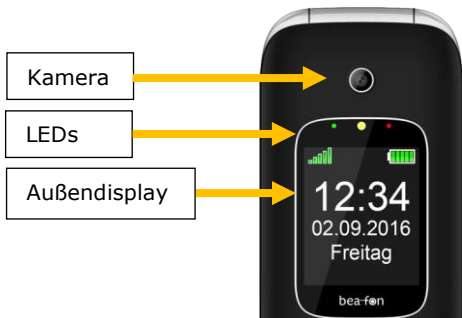 Kamera
LEDs
Außendisplay
12:34
02.09.2016
Freitag
bea-fon